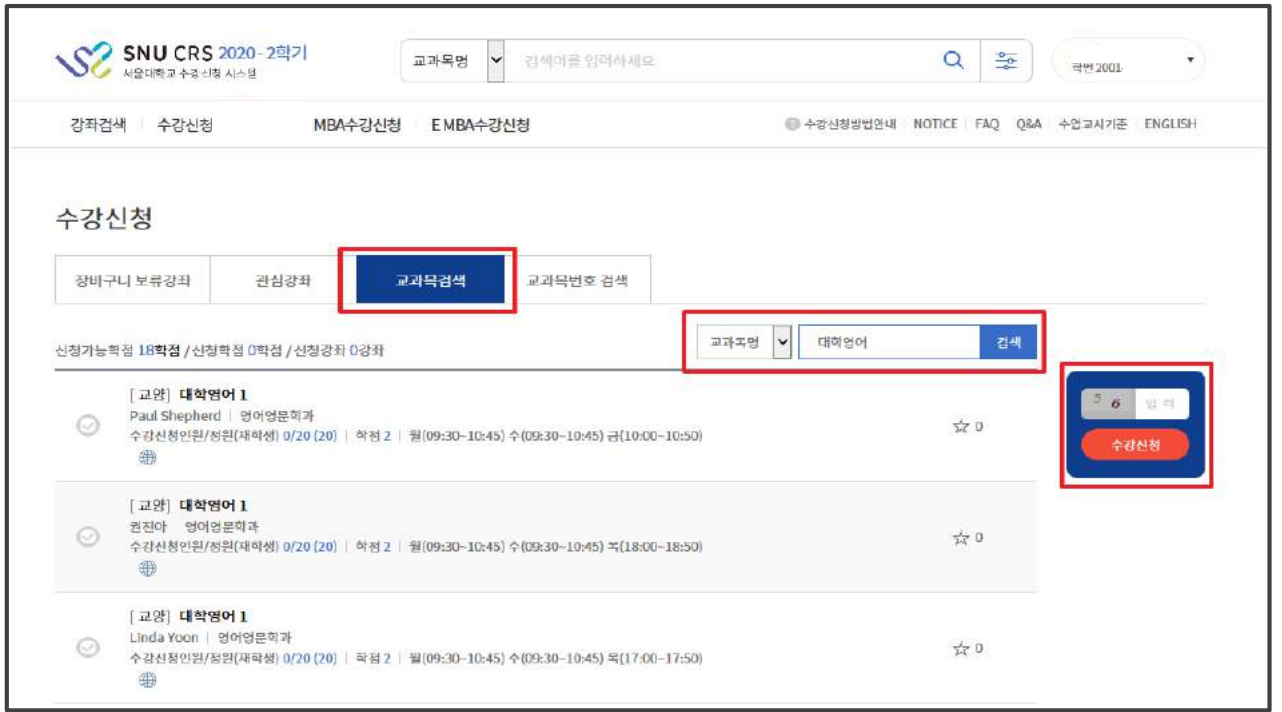 SNU CRS 2020-2학기
서울대학교 수강신청 시스템
교과목명 검색어를 입력하세요
학번 2001
강좌검색 수강신청 MBA수강신청 E MBA수강신청
수강신청방법안내 NOTICE FAQ Q&A 수업교시기준 ENGLISH
수강신청
장바구니 보류강좌 관심강좌 교과목검색 교과목번호 검색
신청가능학점 18학점 / 신청학점 0학점 / 신청강좌 0강좌
교과목명 대학영어 검색
[교양] 대학영어 1
Paul Shepherd | 영어영문학과
수강신청인원/정원(재학생) 0/20 (20) | 학점 2 | 월(09:30~10:45) 수(09:30~10:45) 금(10:00~10:50)
☆ 0
5 6 입력
수강신청
[교양] 대학영어 1
권진아 영어영문학과
수강신청인원/정원(재학생) 0/20 (20) | 학점 2 | 월(09:30~10:45) 수(09:30~10:45) 목(18:00~18:50)
☆ 0
[교양] 대학영어 1
Linda Yoon | 영어영문학과
수강신청인원/정원(재학생) 0/20 (20) | 학점 2 | 월(09:30~10:45) 수(09:30~10:45) 목(17:00~17:50)
☆ 0